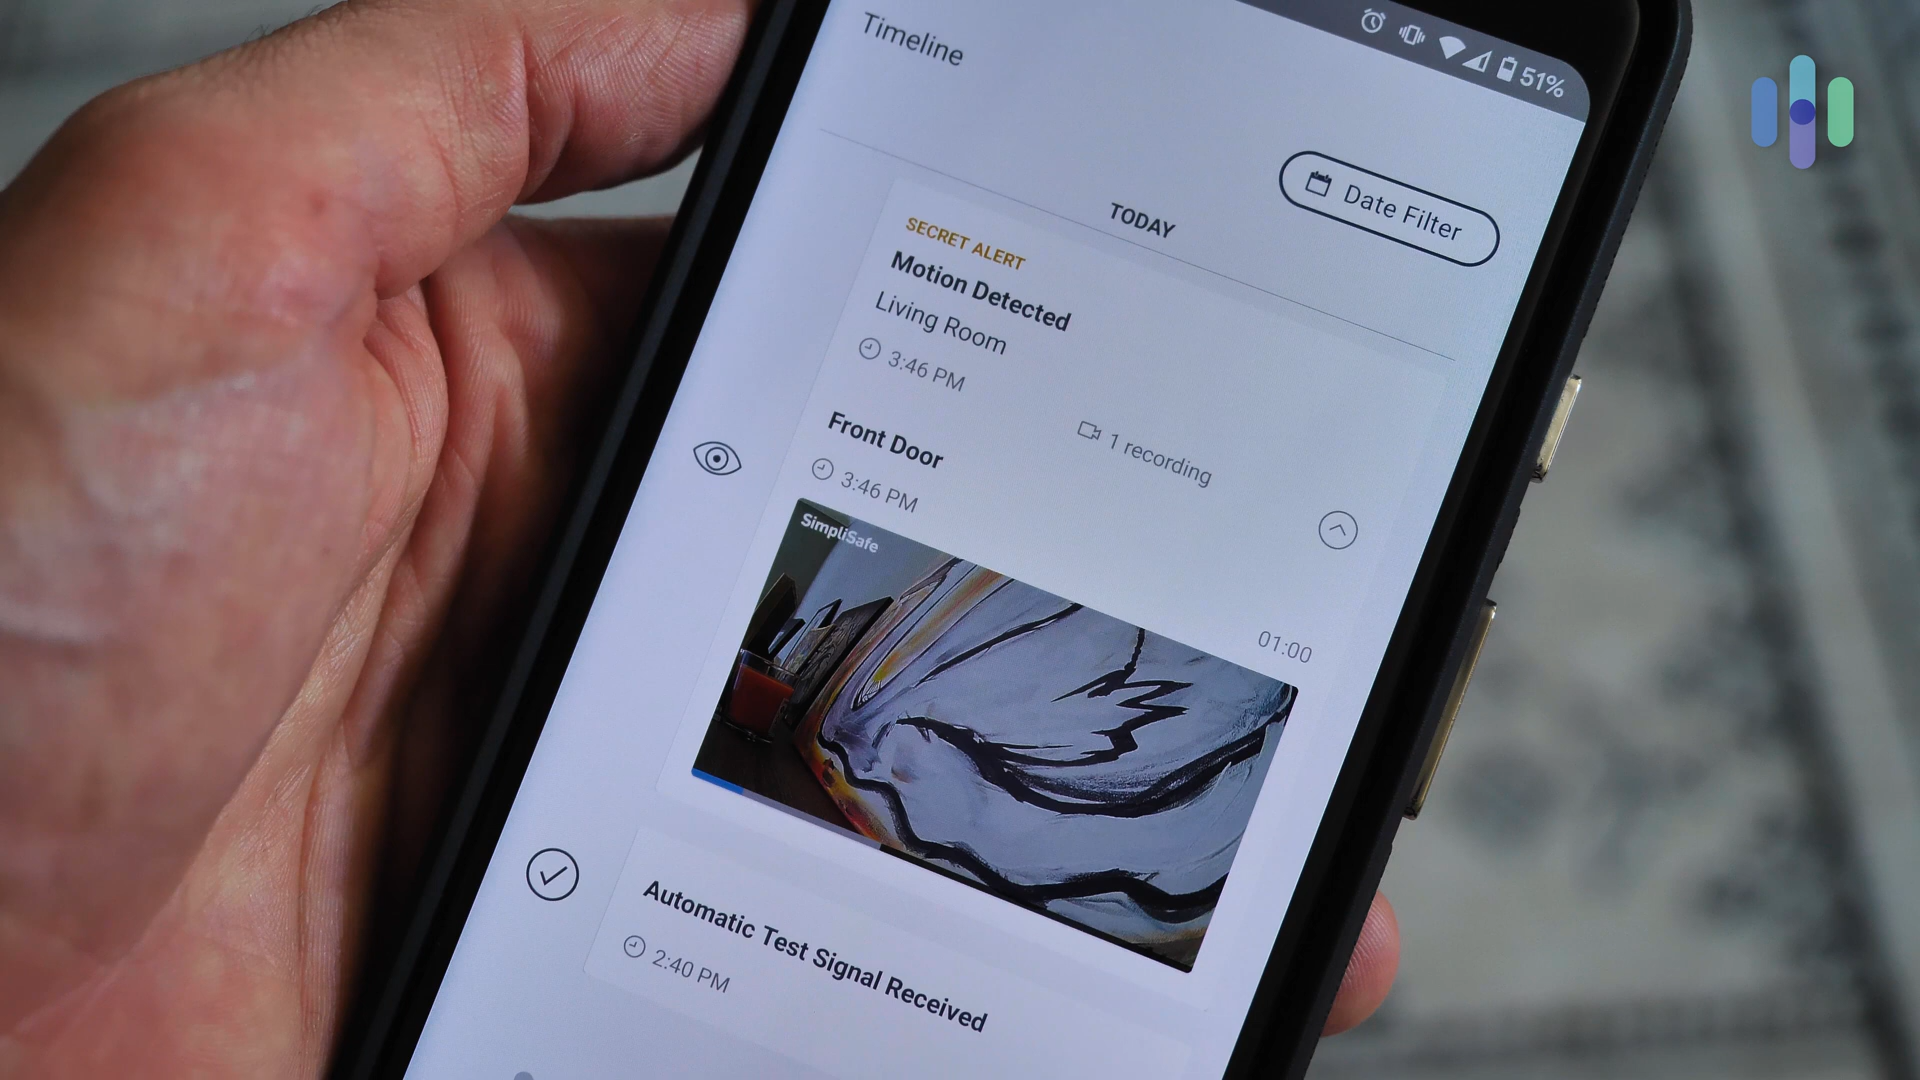 51%
Timeline
Date Filter
TODAY
SECRET ALERT
Motion Detected
Living Room
3:46 PM
1 recording
Front Door
3:46 PM
SimpliSafe
01:00
Automatic Test Signal Received
2:40 PM